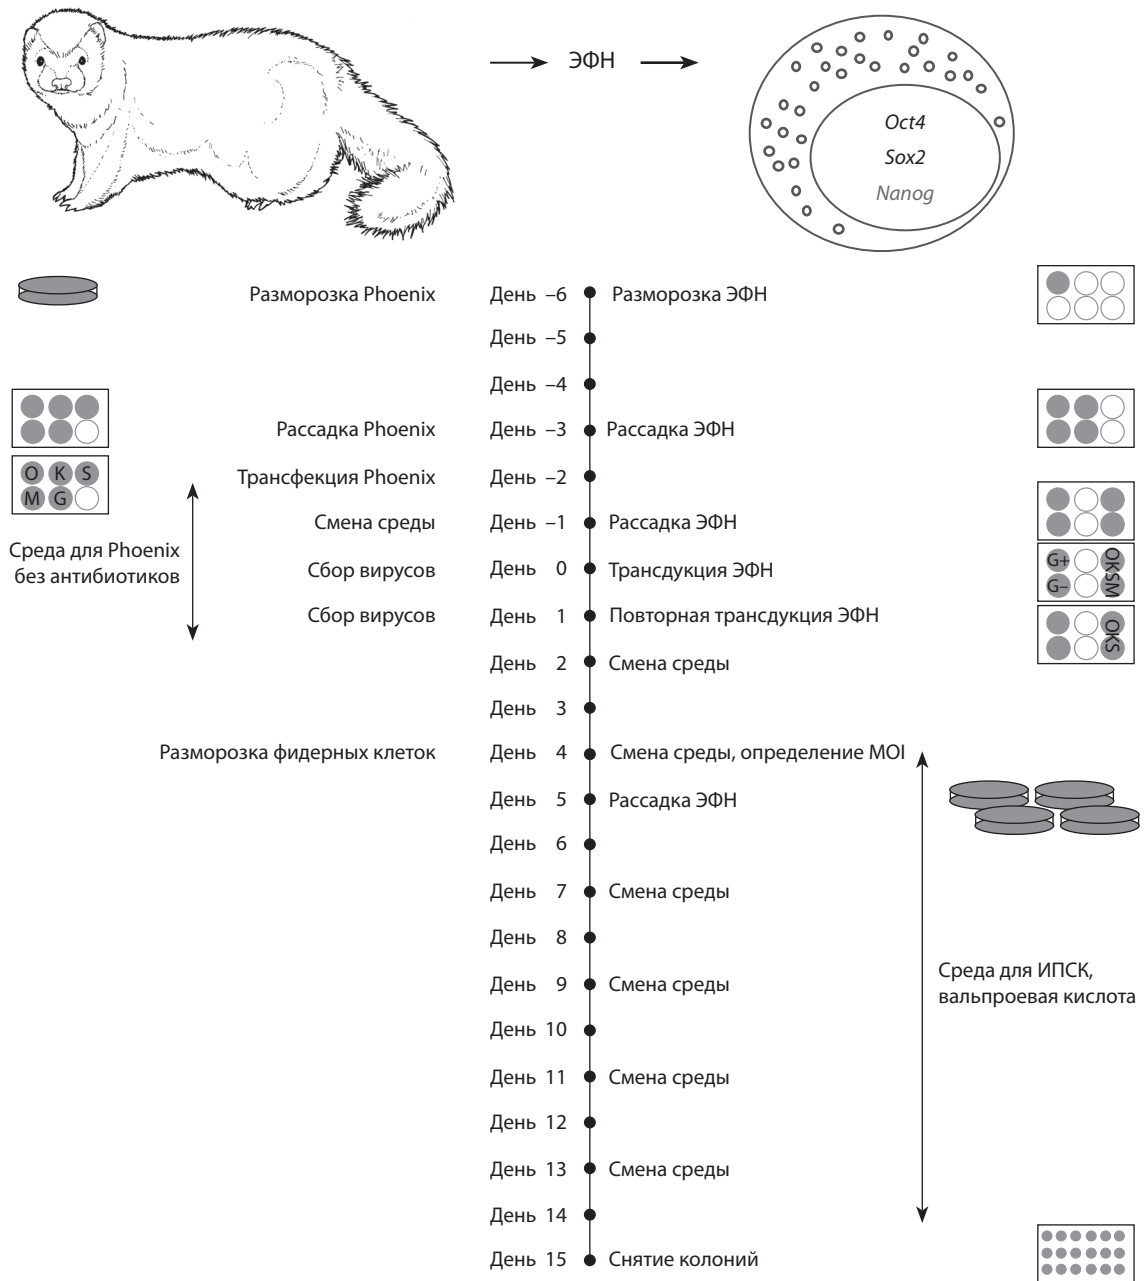 ЭФН
Oct4
Sox2
Nanog
Разморозка Phoenix День –6 Разморозка ЭФН
День –5
День –4
Рассадка Phoenix День –3 Рассадка ЭФН
O K S
M G
Трансфекция Phoenix День –2
Смена среды День –1 Рассадка ЭФН
Среда для Phoenix
без антибиотиков
Сбор вирусов День 0 Трансдукция ЭФН
G+
G–
OKSM
Сбор вирусов День 1 Повторная трансдукция ЭФН
OKS
День 2 Смена среды
День 3
Разморозка фидерных клеток День 4 Смена среды, определение MOI
День 5 Рассадка ЭФН
День 6
День 7 Смена среды
День 8
День 9 Смена среды
Среда для ИПСК,
вальпроевая кислота
День 10
День 11 Смена среды
День 12
День 13 Смена среды
День 14
День 15 Снятие колоний